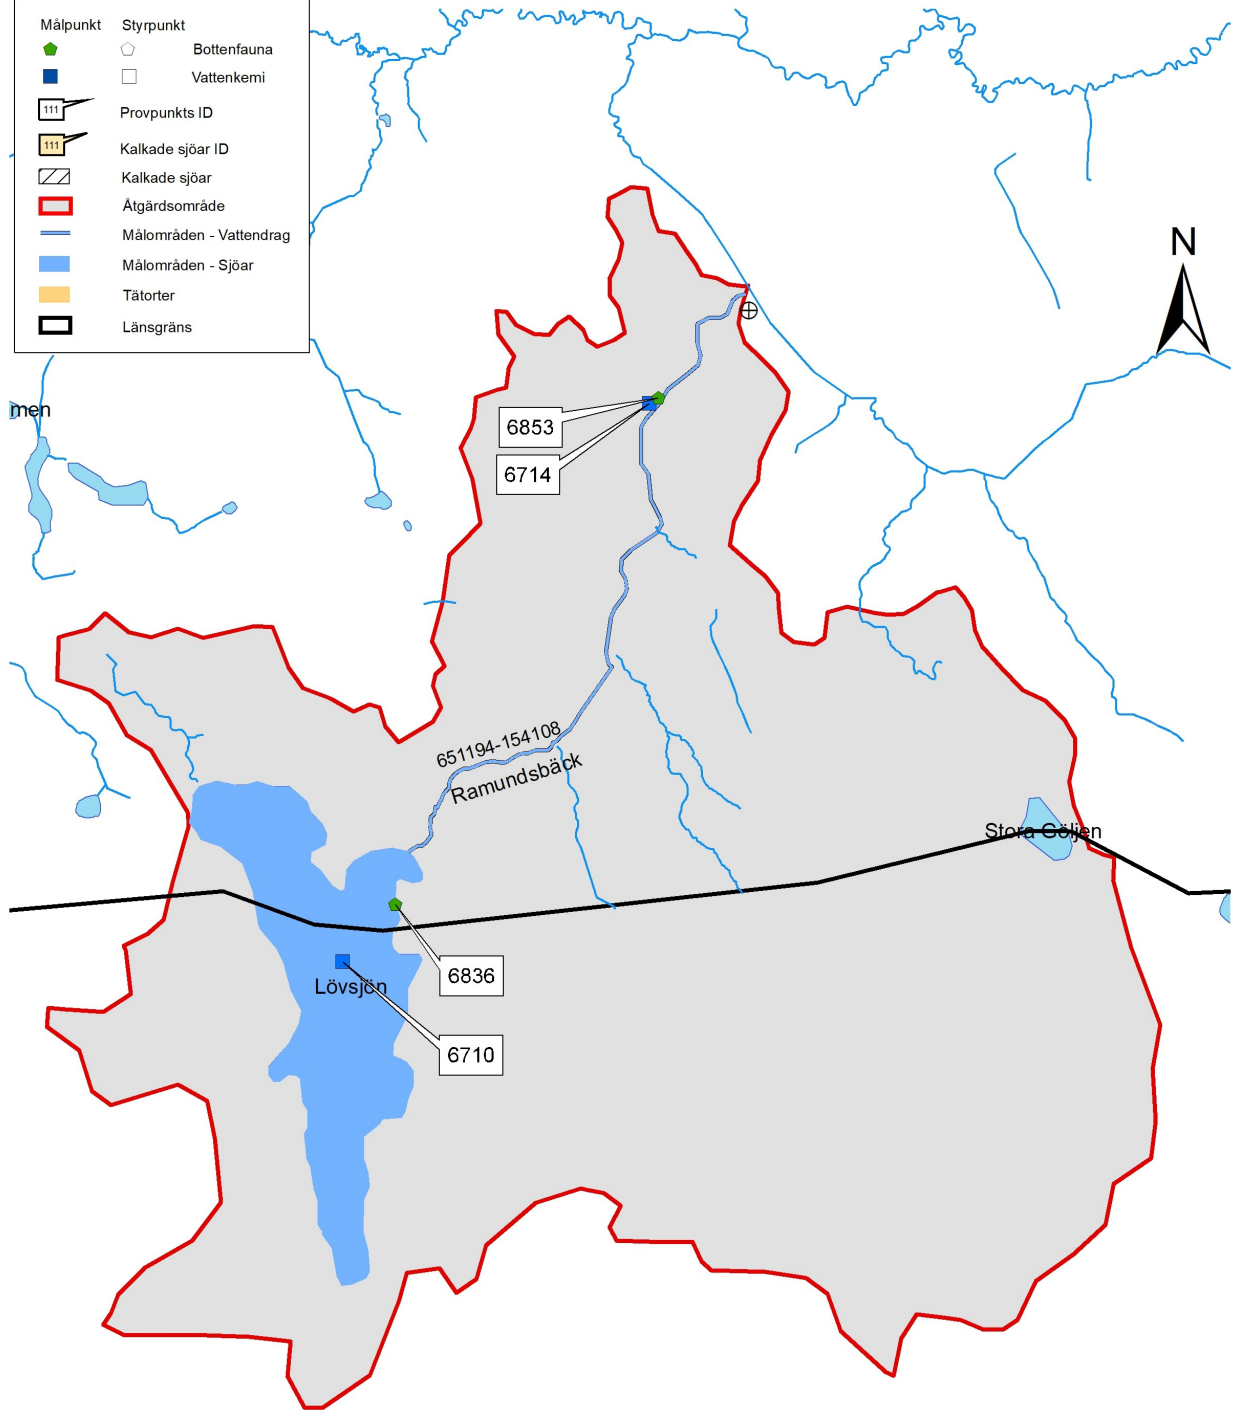 Målpunkt Styrpunkt
Bottenfauna
Vattenkemi
111 Provpunkts ID
111 Kalkade sjöar ID
Kalkade sjöar
Åtgärdsområde
Målområden - Vattendrag
Målområden - Sjöar
Tätorter
Länsgräns
N
men
6853
6714
651194-154108
Ramundsbäck
Stora Göljen
6836
Lövsjön
6710